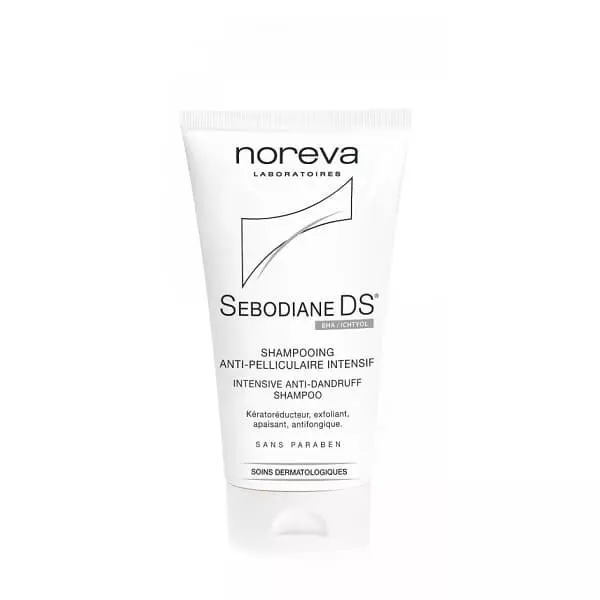 noreva
LABORATOIRES
SEBODIANE DS®
BHA / ICHTYOL
SHAMPOOING
ANTI-PELLICULAIRE INTENSIF
INTENSIVE ANTI-DANDRUFF
SHAMPOO
Kératoréducteur, exfoliant,
apaisant, antifongique.
SANS PARABEN
SOINS DERMATOLOGIQUES